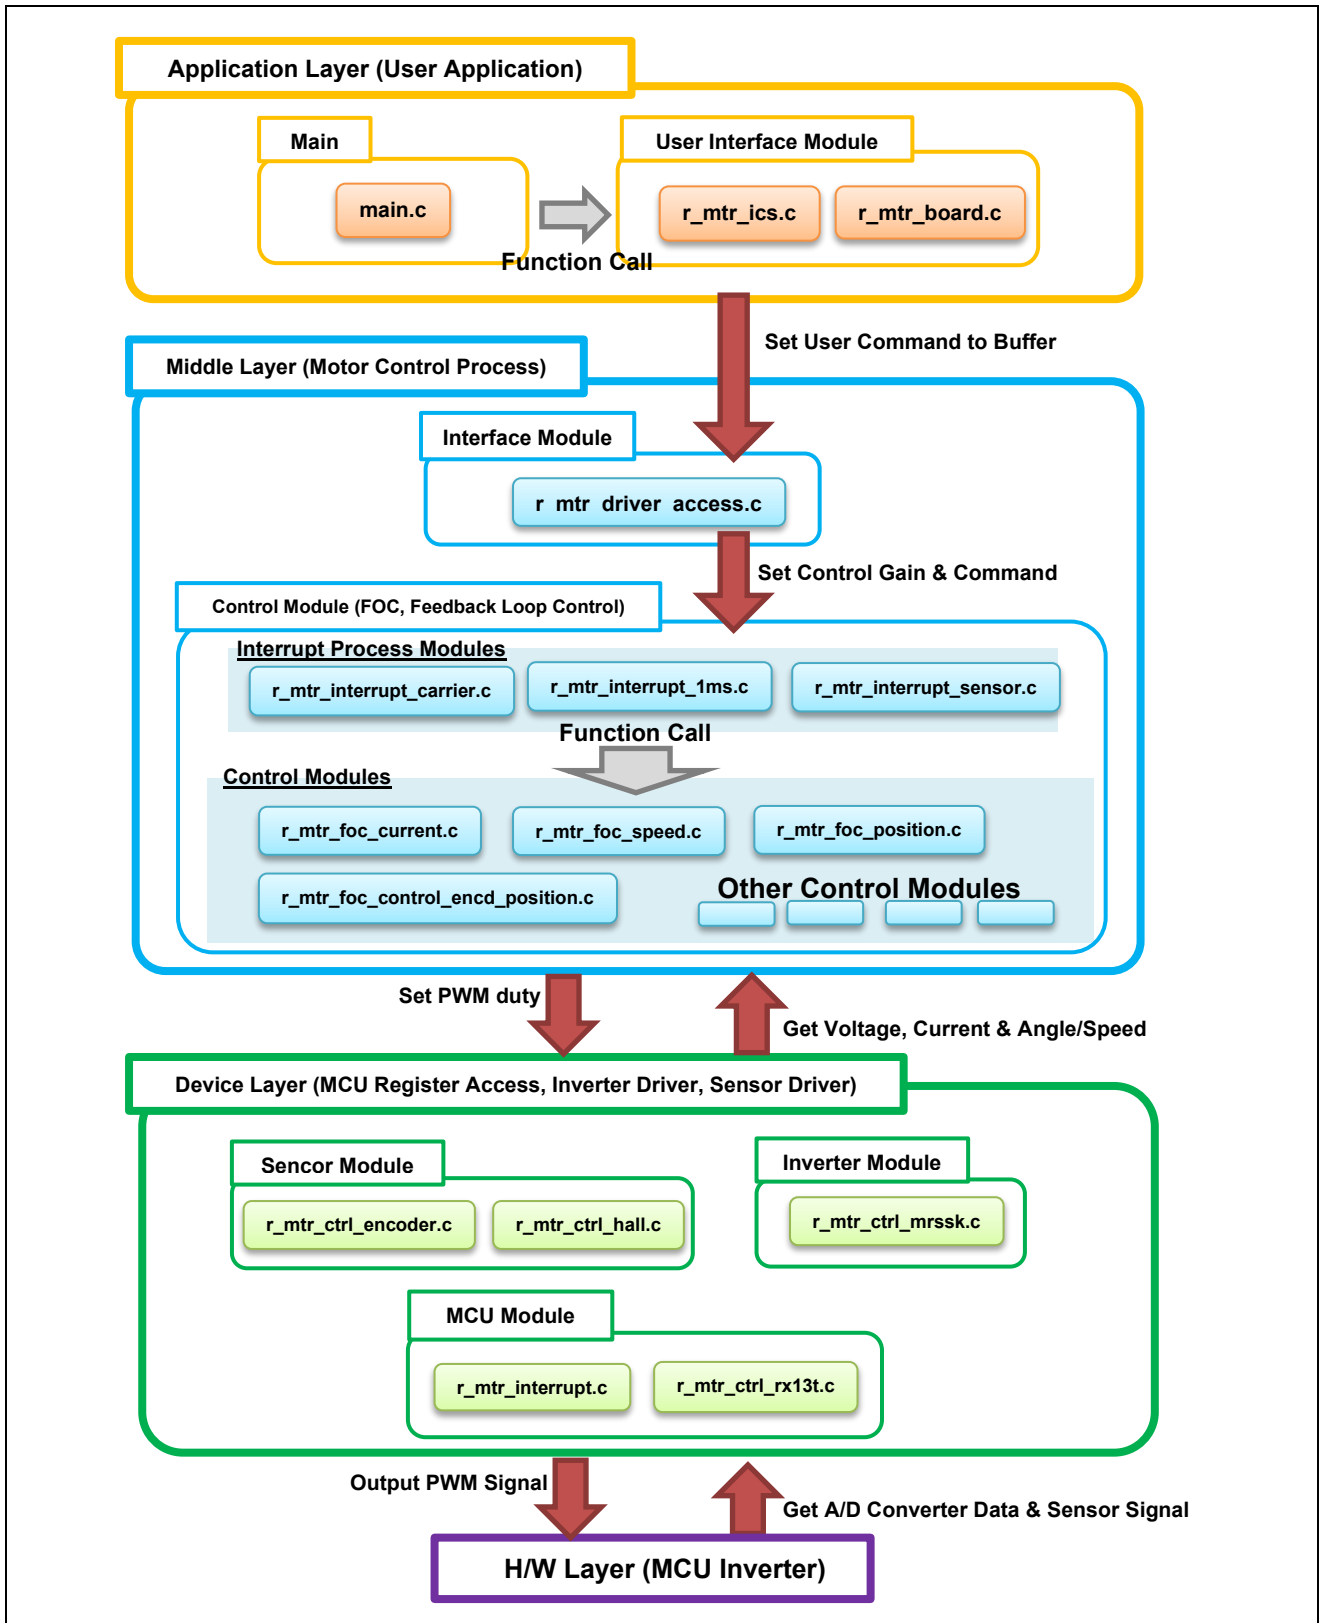 Application Layer (User Application)
Main
User Interface Module
main.c
r_mtr_ics.c
r_mtr_board.c
Function Call
Set User Command to Buffer
Middle Layer (Motor Control Process)
Interface Module
r_mtr_driver_access.c
Set Control Gain & Command
Control Module (FOC, Feedback Loop Control)
Interrupt Process Modules
r_mtr_interrupt_carrier.c
r_mtr_interrupt_1ms.c
r_mtr_interrupt_sensor.c
Function Call
Control Modules
r_mtr_foc_current.c
r_mtr_foc_speed.c
r_mtr_foc_position.c
r_mtr_foc_control_encd_position.c
Other Control Modules
Set PWM duty
Get Voltage, Current & Angle/Speed
Device Layer (MCU Register Access, Inverter Driver, Sensor Driver)
Sencor Module
Inverter Module
r_mtr_ctrl_encoder.c
r_mtr_ctrl_hall.c
r_mtr_ctrl_mrssk.c
MCU Module
r_mtr_interrupt.c
r_mtr_ctrl_rx13t.c
Output PWM Signal
Get A/D Converter Data & Sensor Signal
H/W Layer (MCU Inverter)